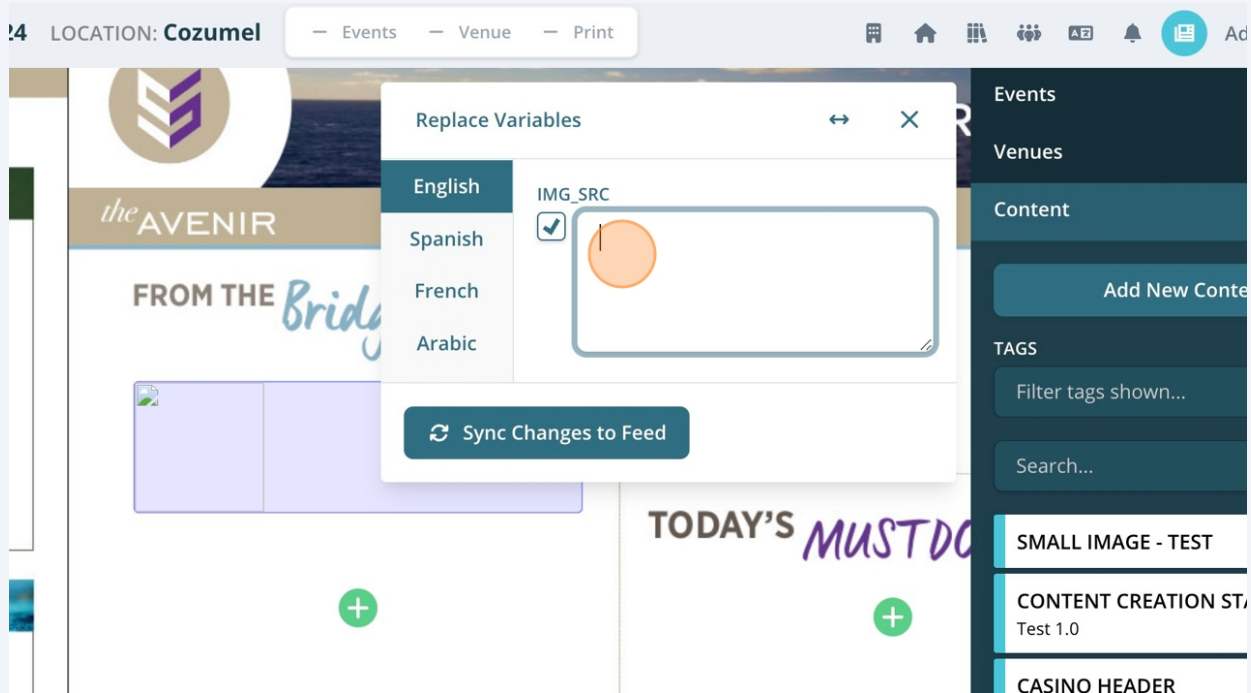 24 LOCATION: Cozumel
Events
Venue
Print
Ad
Replace Variables
English
Spanish
French
Arabic
IMG_SRC
Sync Changes to Feed
the AVENIR
FROM THE
TODAY'S
R
Events
Venues
Content
Add New Conte
TAGS
Filter tags shown...
Search...
SMALL IMAGE - TEST
CONTENT CREATION STA
Test 1.0
CASINO HEADER
MUSTDO
Bridg